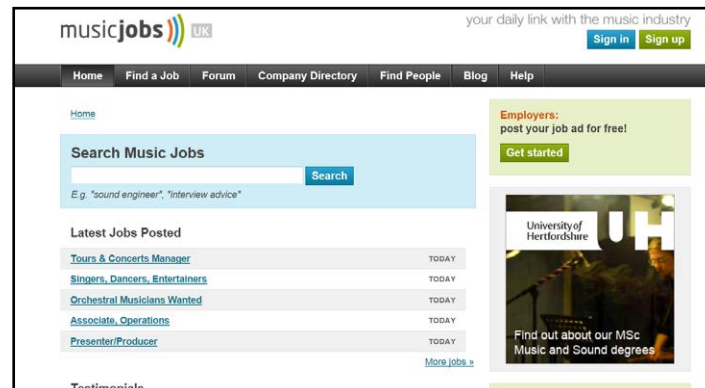 musicjobs UK
your daily link with the music industry
Sign in Sign up
Home Find a Job Forum Company Directory Find People Blog Help
Home
Search Music Jobs
Search
E.g. "sound engineer", "interview advice"
Latest Jobs Posted
Tours & Concerts Manager TODAY
Singers, Dancers, Entertainers TODAY
Orchestral Musicians Wanted TODAY
Associate, Operations TODAY
Presenter/Producer TODAY
More jobs »
Testimonials
Employers:
post your job ad for free!
Get started
University of
Hertfordshire
UH
Find out about our MSc
Music and Sound degrees